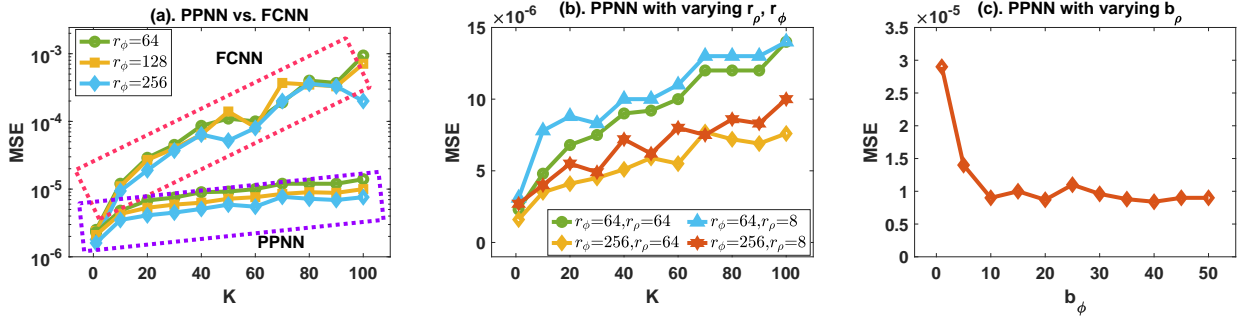 (a). PPNN vs. FCNN
10⁻³
10⁻⁴
10⁻⁵
10⁻⁶
MSE
r_ϕ=64
r_ϕ=128
r_ϕ=256
FCNN
PPNN
0 20 40 60 80 100
K
(b). PPNN with varying r_ρ, r_ϕ
×10⁻⁶
15
10
5
0
MSE
r_ϕ=64,r_ρ=64
r_ϕ=64,r_ρ=8
r_ϕ=256,r_ρ=64
r_ϕ=256,r_ρ=8
0 20 40 60 80 100
K
(c). PPNN with varying b_ρ
×10⁻⁵
3.5
3
2.5
2
1.5
1
0.5
0
MSE
0 10 20 30 40 50
b_ϕ